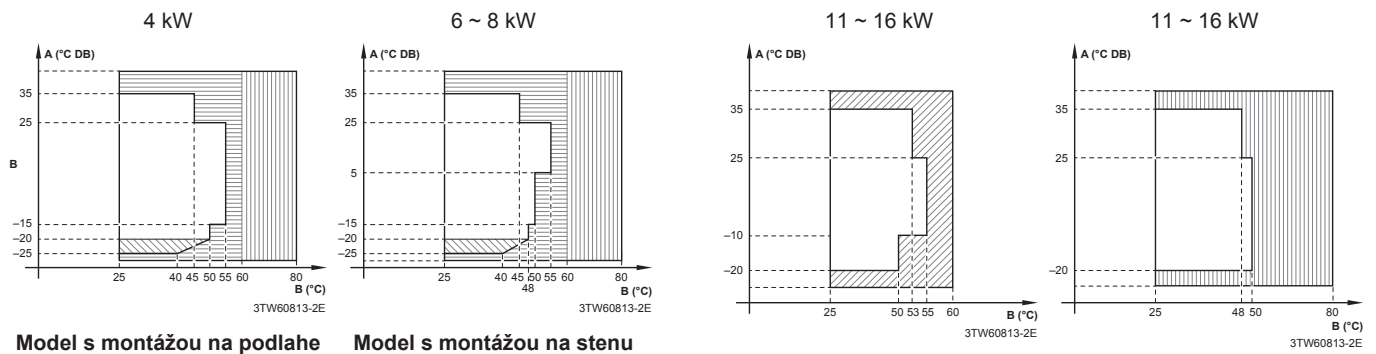 4 kW
A (°C DB)
35
25
B
–15
–20
–25
25 40 45 50 55 60 80
B (°C)
3TW60813-2E
Model s montážou na podlahe
6 ~ 8 kW
A (°C DB)
35
25
5
–15
–20
–25
25 40 45 50 55 60 80
48
B (°C)
3TW60813-2E
Model s montážou na stenu
11 ~ 16 kW
A (°C DB)
35
25
–10
–20
25 50 53 55 60
B (°C)
3TW60813-2E
11 ~ 16 kW
A (°C DB)
35
25
–20
25 48 50 80
B (°C)
3TW60813-2E